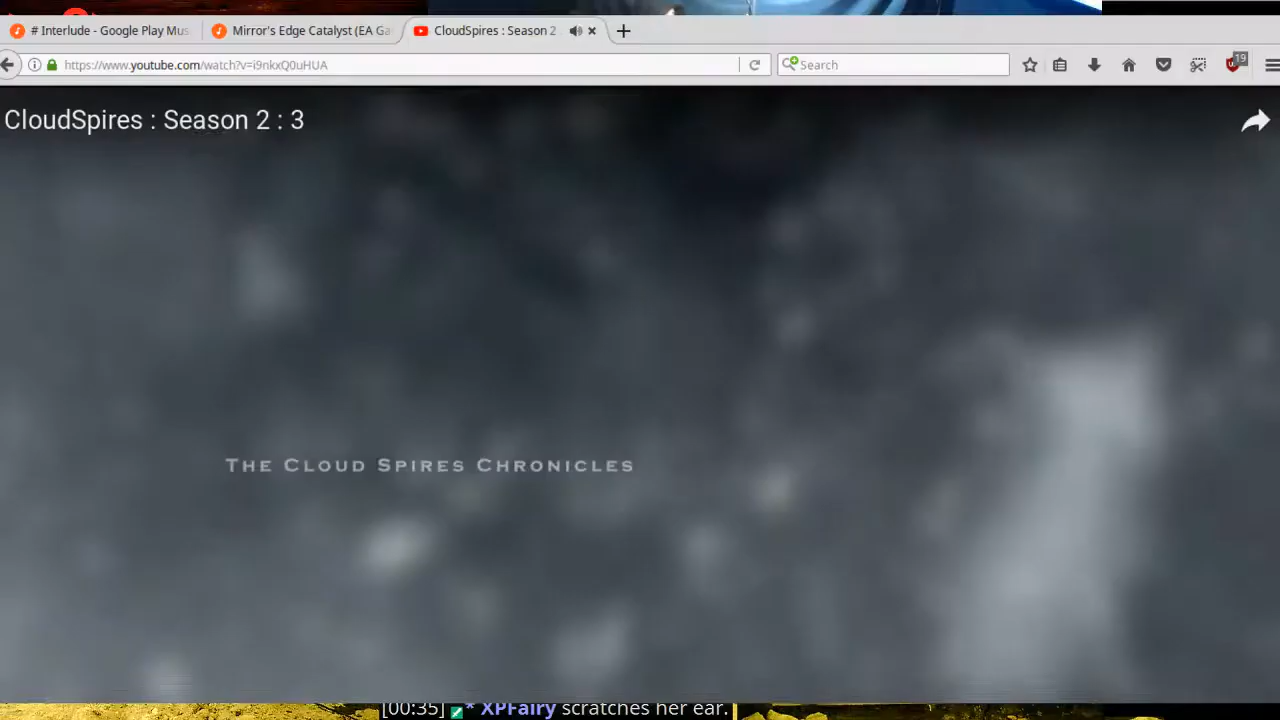 # Interlude - Google Play Mus
Mirror's Edge Catalyst (EA Ga
CloudSpires : Season 2
https://www.youtube.com/watch?v=i9nkxQ0uHUA
Search
19
CloudSpires : Season 2 : 3
The Cloud Spires Chronicles
[00:35] * XPFairy scratches her ear.